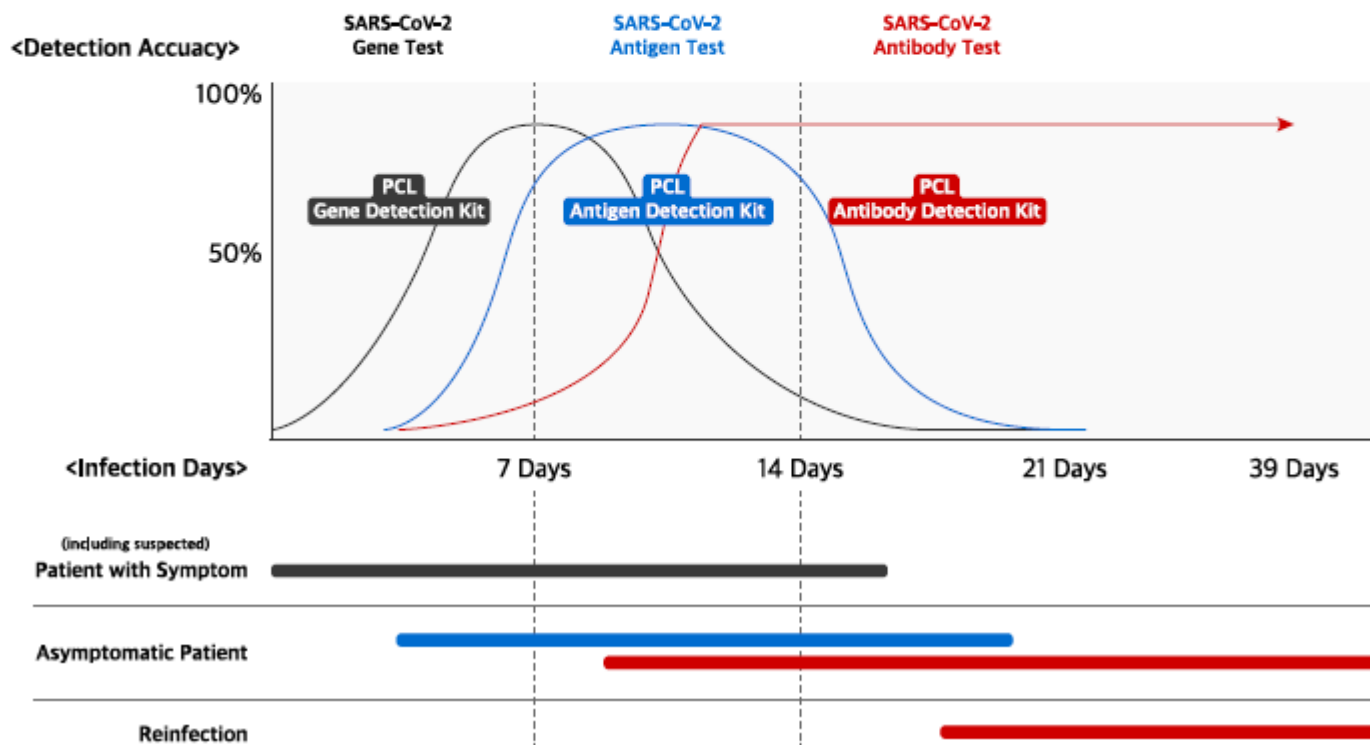 SARS-CoV-2
Gene Test
SARS-CoV-2
Antigen Test
SARS-CoV-2
Antibody Test
<Detection Accuacy>
100%
PCL
Gene Detection Kit
PCL
Antigen Detection Kit
PCL
Antibody Detection Kit
50%
<Infection Days>
7 Days
14 Days
21 Days
39 Days
(including suspected)
Patient with Symptom
Asymptomatic Patient
Reinfection